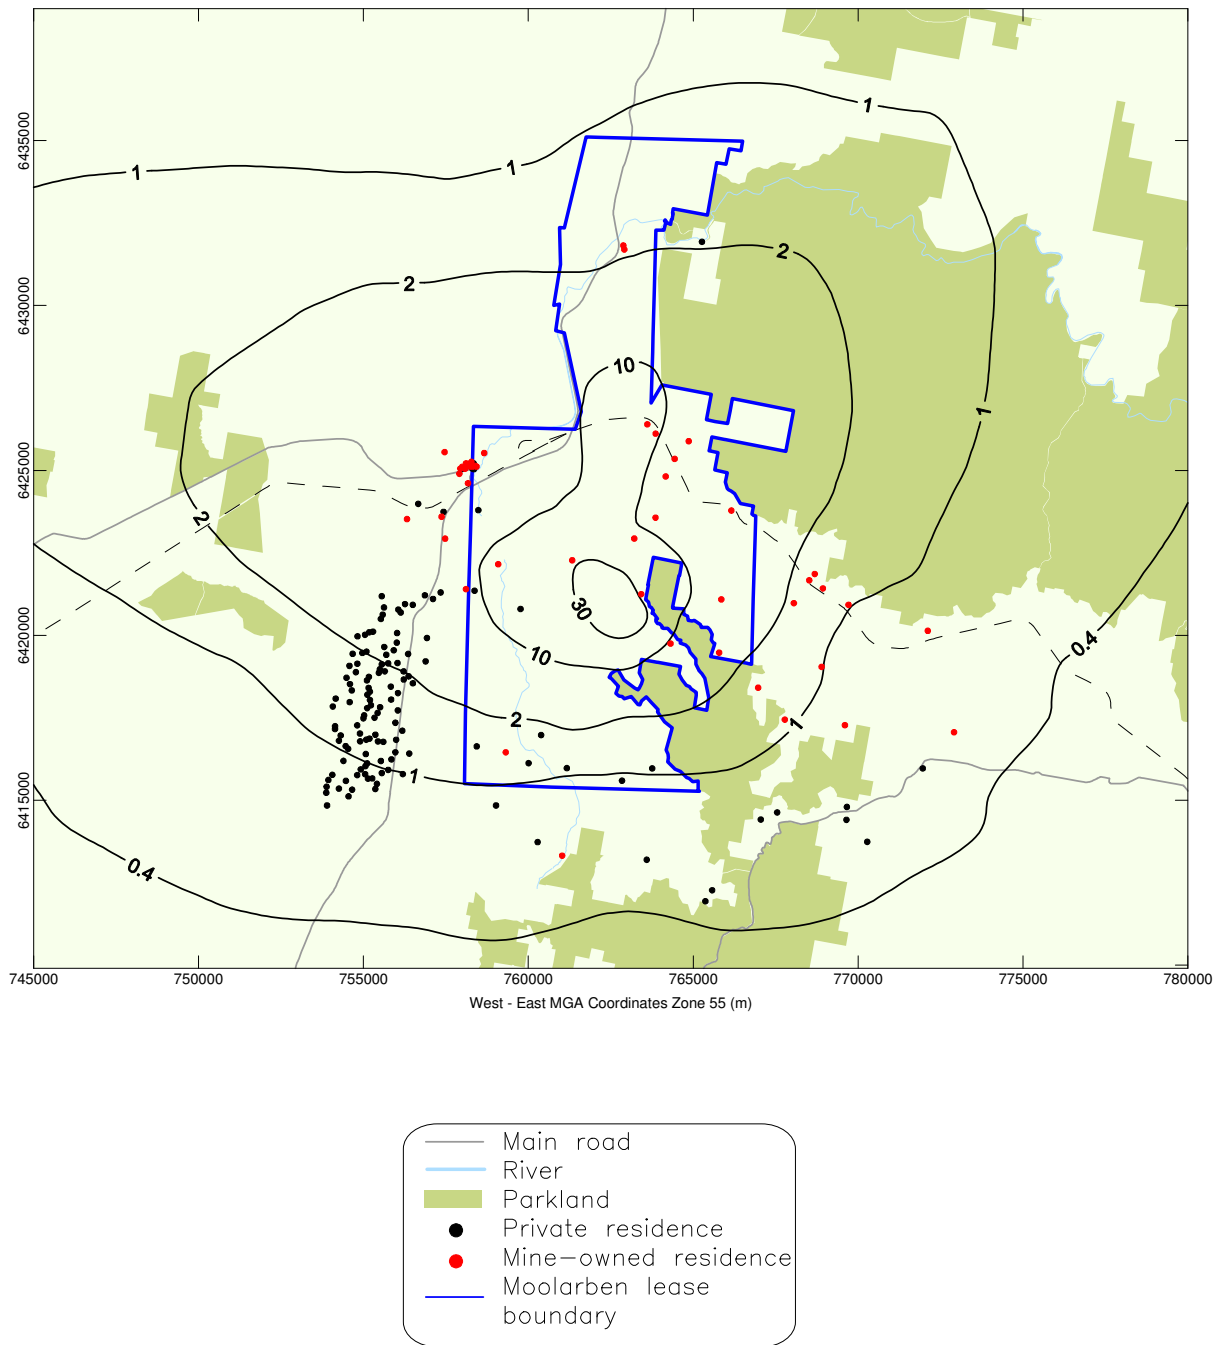 1
1
1
2
2
10
1
2
30
10
0.4
2
1
1
0.4
6435000
6430000
6425000
6420000
6415000
745000 750000 755000 760000 765000 770000 775000 780000
West - East MGA Coordinates Zone 55 (m)
Main road
River
Parkland
Private residence
Mine-owned residence
Moolarben lease
boundary